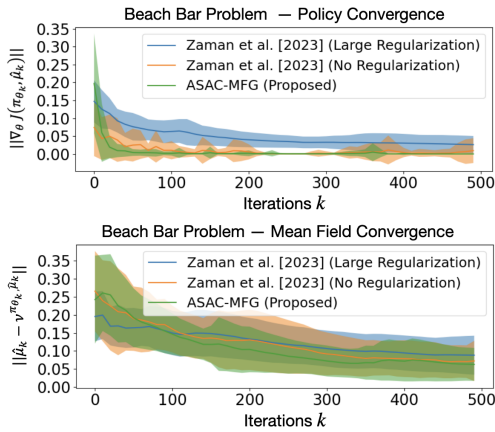 Beach Bar Problem — Policy Convergence
||∇θ J(πθk, μ̂k)||
0.35
0.30
0.25
0.20
0.15
0.10
0.05
0.00
Zaman et al. [2023] (Large Regularization)
Zaman et al. [2023] (No Regularization)
ASAC-MFG (Proposed)
0 100 200 300 400 500
Iterations k
Beach Bar Problem — Mean Field Convergence
||μ̂k − νπθk,μ̂k||
0.35
0.30
0.25
0.20
0.15
0.10
0.05
0.00
Zaman et al. [2023] (Large Regularization)
Zaman et al. [2023] (No Regularization)
ASAC-MFG (Proposed)
0 100 200 300 400 500
Iterations k